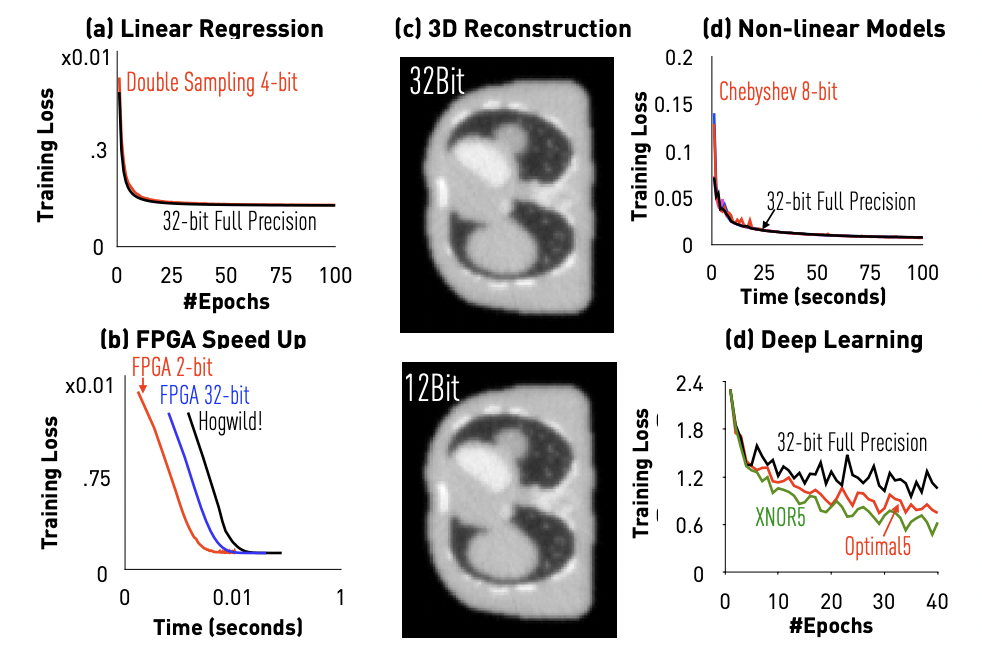 (a) Linear Regression
x0.01
Double Sampling 4-bit
Training Loss
.3
32-bit Full Precision
0
0 25 50 75 100
#Epochs
(b) FPGA Speed Up
FPGA 2-bit
x0.01
FPGA 32-bit
Hogwild!
Training Loss
.75
0
0 0.01 1
Time (seconds)
(c) 3D Reconstruction
32Bit
12Bit
(d) Non-linear Models
0.2
Chebyshev 8-bit
0.15
Training Loss
0.1
0.05
32-bit Full Precision
0
0 25 50 75 100
Time (seconds)
(d) Deep Learning
2.4
1.8
32-bit Full Precision
Training Loss
1.2
XNOR5
0.6
Optimal5
0
0 10 20 30 40
#Epochs